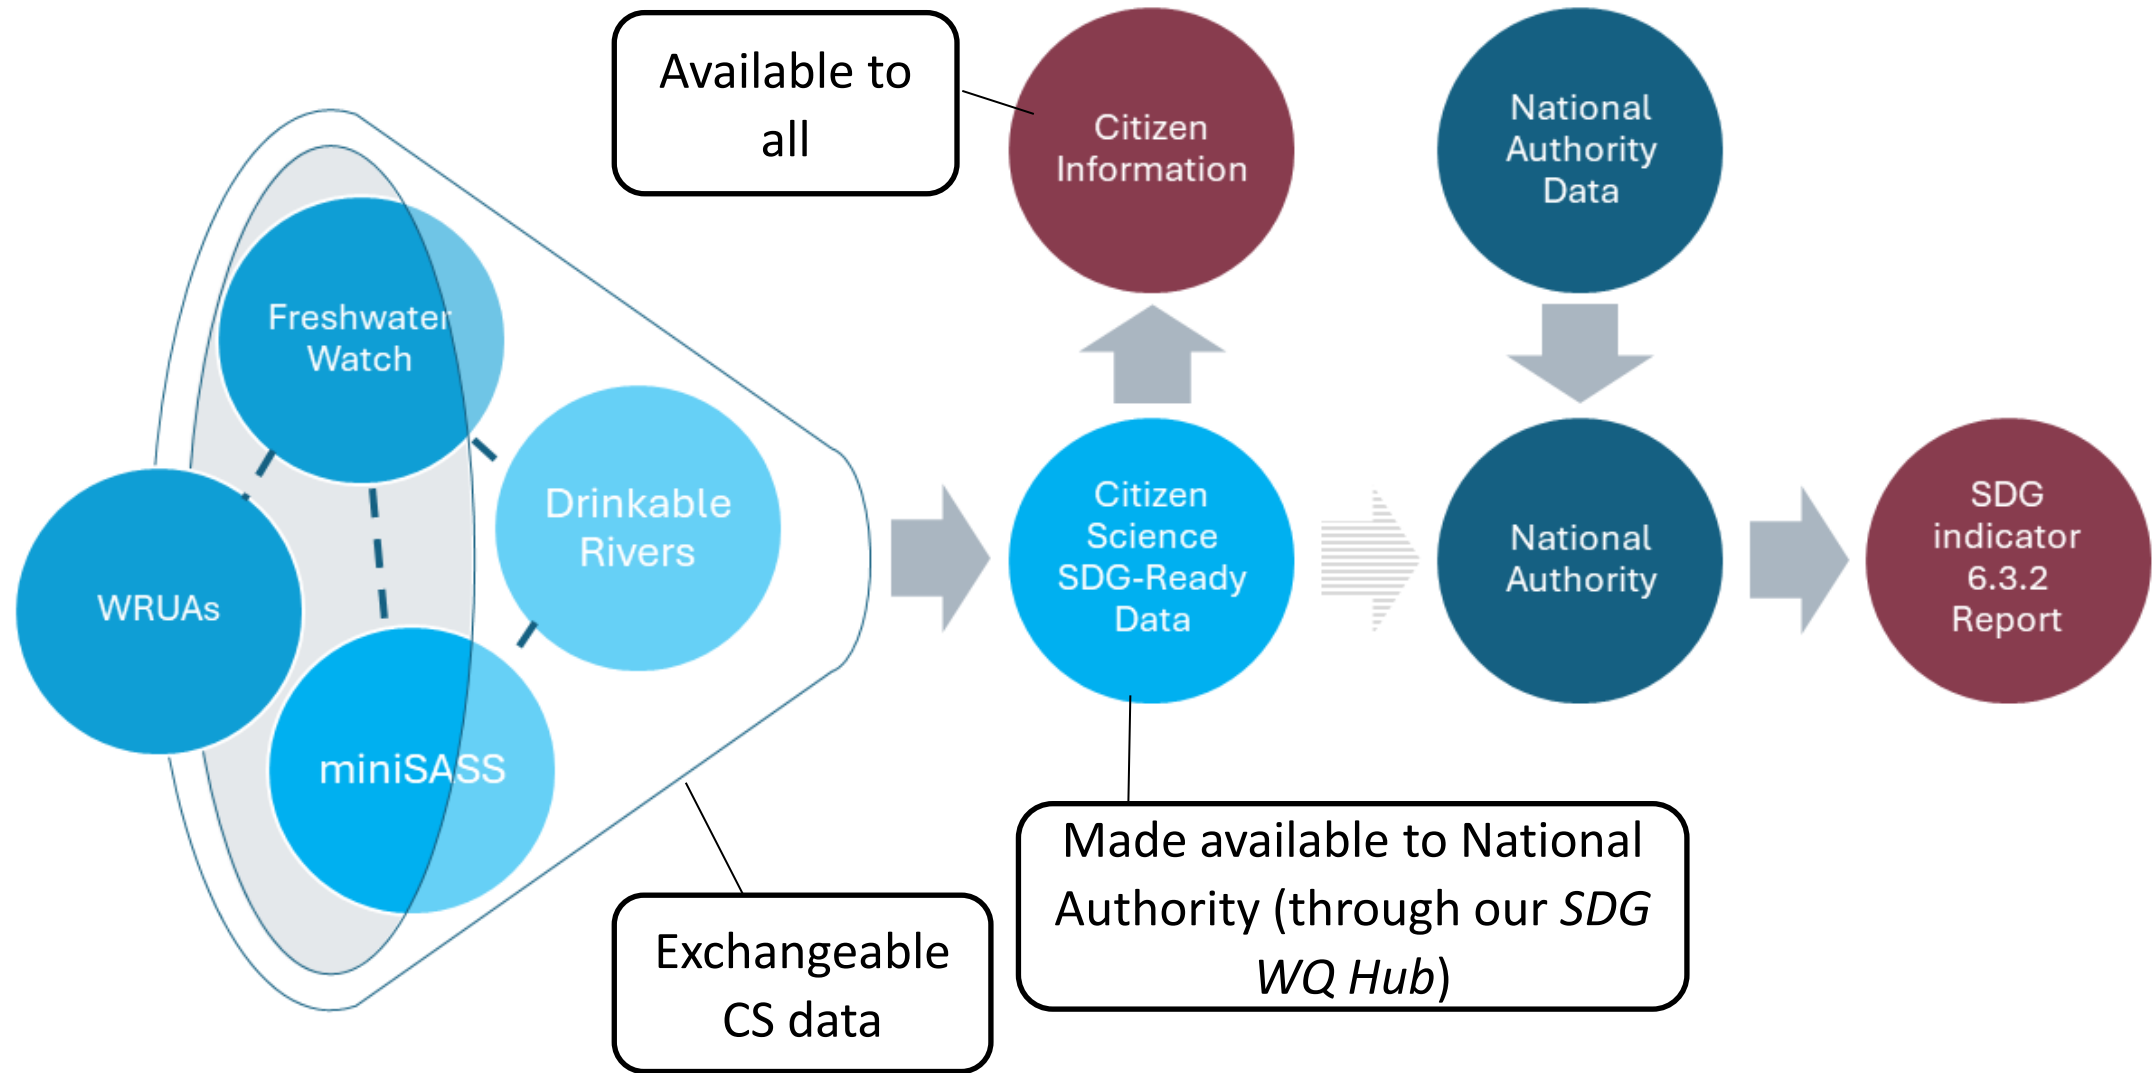 Available to
all
Citizen
Information
National
Authority
Data
Freshwater
Watch
Drinkable
Rivers
WRUAs
miniSASS
Citizen
Science
SDG-Ready
Data
National
Authority
SDG
indicator
6.3.2
Report
Exchangeable
CS data
Made available to National
Authority (through our SDG
WQ Hub)